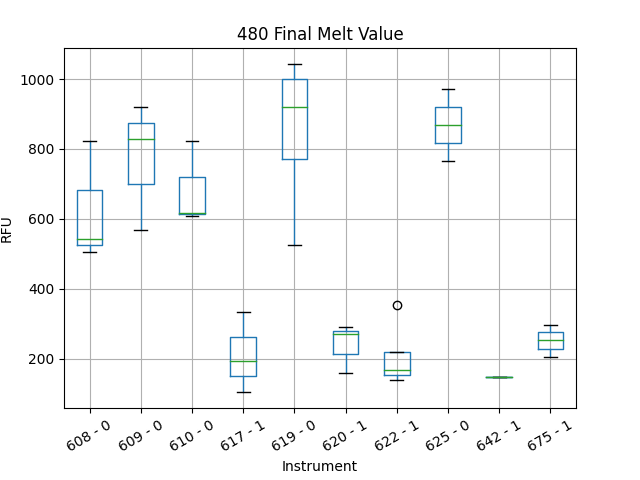 480 Final Melt Value
1000
800
600
400
200
RFU
608 - 0
609 - 0
610 - 0
617 - 1
619 - 0
620 - 1
622 - 1
625 - 0
642 - 1
675 - 1
Instrument